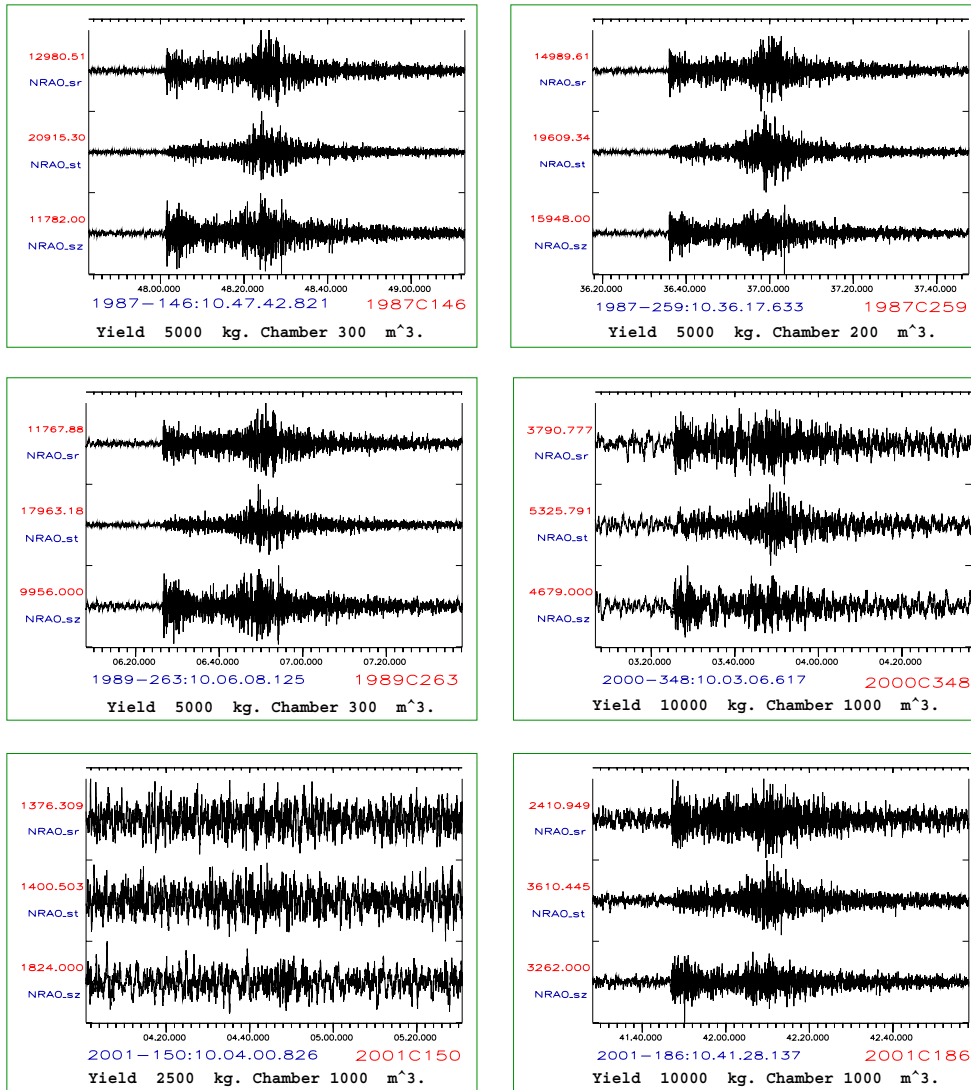 12980.51
NRAO_sr
20915.30
NRAO_st
11782.00
NRAO_sz
48.00.000 48.20.000 48.40.000 49.00.000
1987-146:10.47.42.821 1987C146
Yield 5000 kg. Chamber 300 m^3.
14989.61
NRAO_sr
19609.34
NRAO_st
15948.00
NRAO_sz
36.20.000 36.40.000 37.00.000 37.20.000 37.40.000
1987-259:10.36.17.633 1987C259
Yield 5000 kg. Chamber 200 m^3.
11767.88
NRAO_sr
17963.18
NRAO_st
9956.000
NRAO_sz
06.20.000 06.40.000 07.00.000 07.20.000
1989-263:10.06.08.125 1989C263
Yield 5000 kg. Chamber 300 m^3.
3790.777
NRAO_sr
5325.791
NRAO_st
4679.000
NRAO_sz
03.20.000 03.40.000 04.00.000 04.20.000
2000-348:10.03.06.617 2000C348
Yield 10000 kg. Chamber 1000 m^3.
1376.309
NRAO_sr
1400.503
NRAO_st
1824.000
NRAO_sz
04.20.000 04.40.000 05.00.000 05.20.000
2001-150:10.04.00.826 2001C150
Yield 2500 kg. Chamber 1000 m^3.
2410.949
NRAO_sr
3610.445
NRAO_st
3262.000
NRAO_sz
41.40.000 42.00.000 42.20.000 42.40.000
2001-186:10.41.28.137 2001C186
Yield 10000 kg. Chamber 1000 m^3.